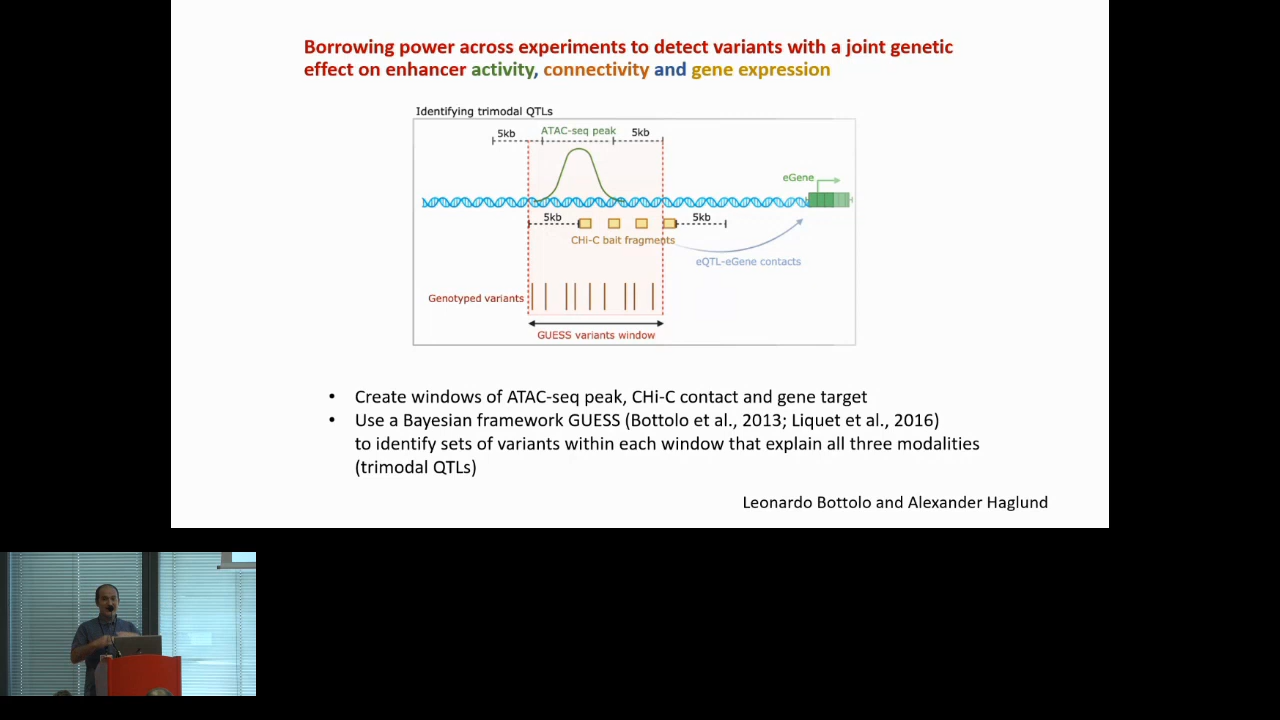 Borrowing power across experiments to detect variants with a joint genetic
effect on enhancer activity, connectivity and gene expression
Identifying trimodal QTLs
5kb
ATAC-seq peak
5kb
eGene
5kb
5kb
CHi-C bait fragments
eQTL-eGene contacts
Genotyped variants
GUESS variants window
• Create windows of ATAC-seq peak, CHi-C contact and gene target
• Use a Bayesian framework GUESS (Bottolo et al., 2013; Liquet et al., 2016)
to identify sets of variants within each window that explain all three modalities
(trimodal QTLs)
Leonardo Bottolo and Alexander Haglund